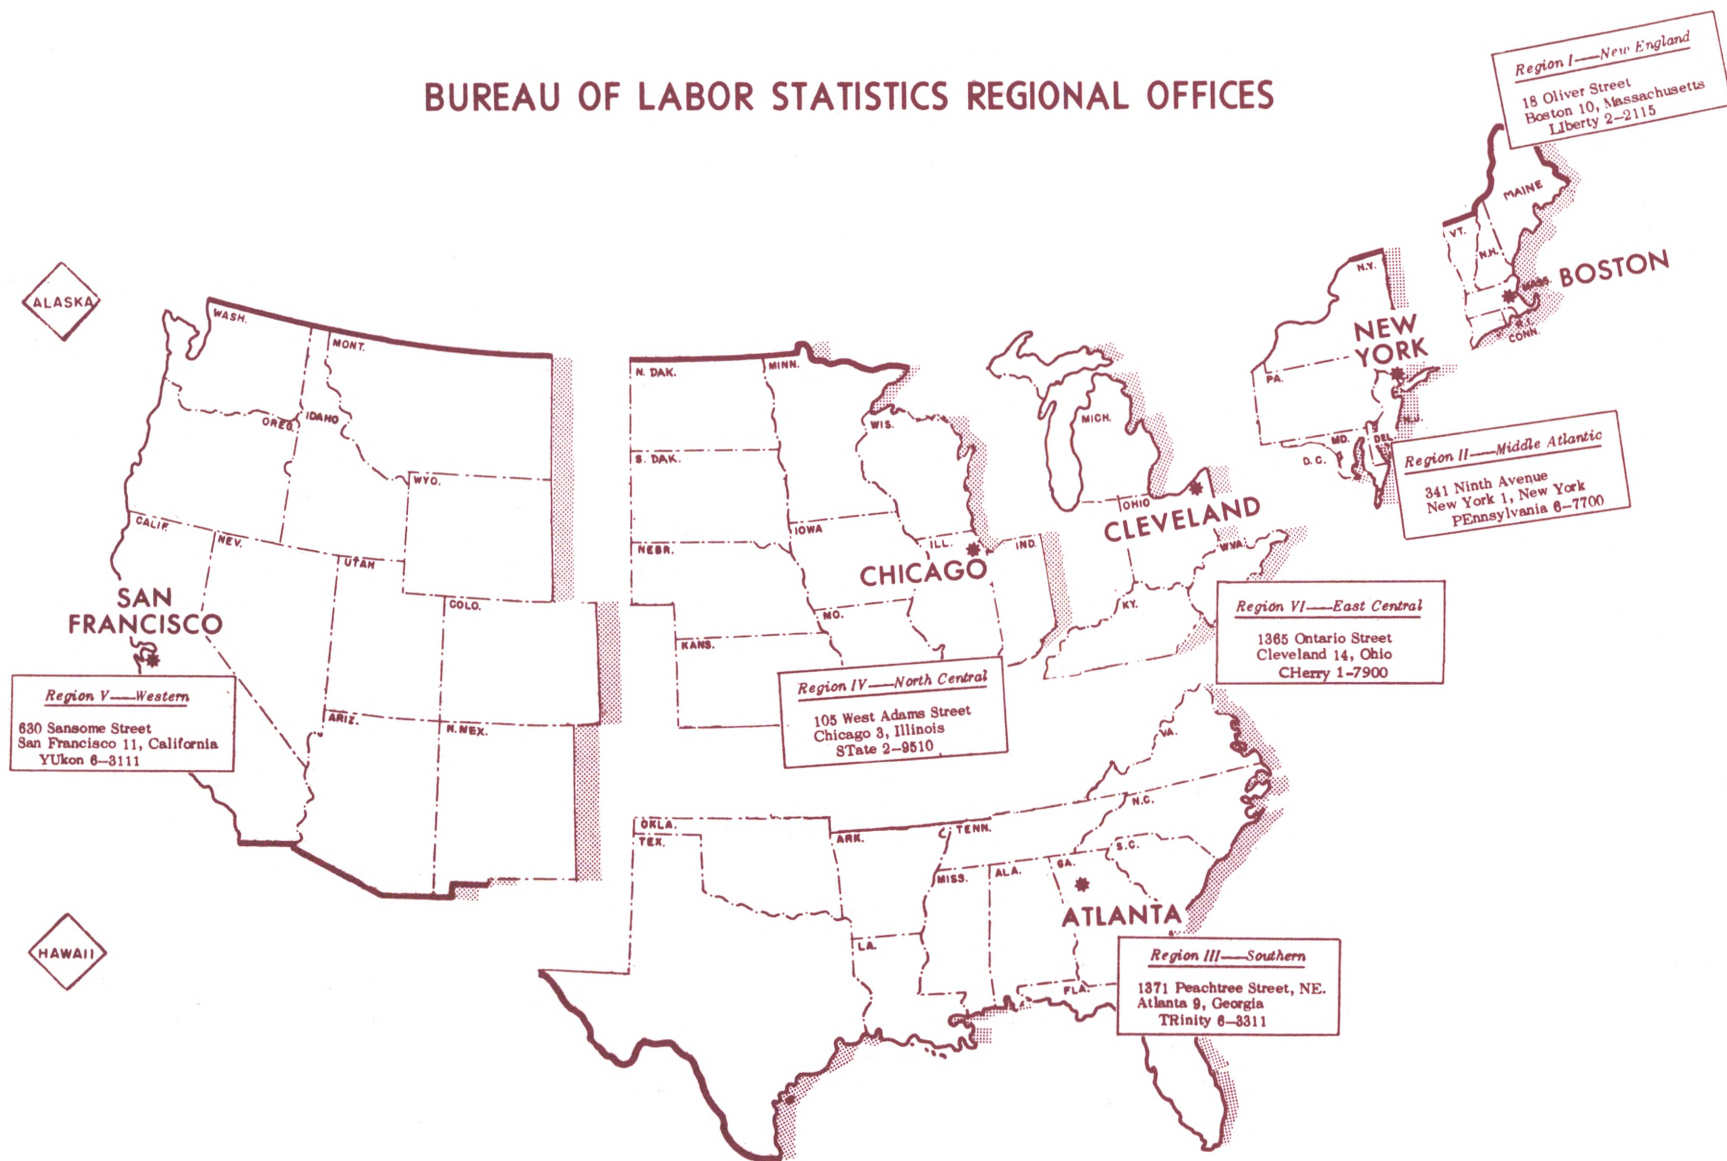 BUREAU OF LABOR STATISTICS REGIONAL OFFICES
Region I—New England
18 Oliver Street
Boston 10, Massachusetts
LIberty 2-2115
MAINE
VT.
N.H.
MASS.
BOSTON
R.I.
CONN.
N.Y.
NEW
YORK
PA.
N.J.
MD.
DEL.
D.C.
Region II—Middle Atlantic
341 Ninth Avenue
New York 1, New York
PEnnsylvania 6-7700
ALASKA
WASH.
MONT.
OREG.
IDAHO
WYO.
CALIF.
NEV.
UTAH
COLO.
SAN
FRANCISCO
ARIZ.
N.MEX.
Region V—Western
630 Sansome Street
San Francisco 11, California
YUkon 6-3111
N. DAK.
MINN.
S. DAK.
WIS.
IOWA
NEBR.
ILL.
IND.
CHICAGO
MO.
KANS.
Region IV—North Central
105 West Adams Street
Chicago 3, Illinois
STate 2-9510
MICH.
OHIO
CLEVELAND
W.VA.
KY.
Region VI—East Central
1365 Ontario Street
Cleveland 14, Ohio
CHerry 1-7900
VA.
N.C.
OKLA.
TEX.
ARK.
TENN.
S.C.
MISS.
ALA.
GA.
ATLANTA
LA.
FLA.
Region III—Southern
1371 Peachtree Street, NE.
Atlanta 9, Georgia
TRinity 6-3311
HAWAII